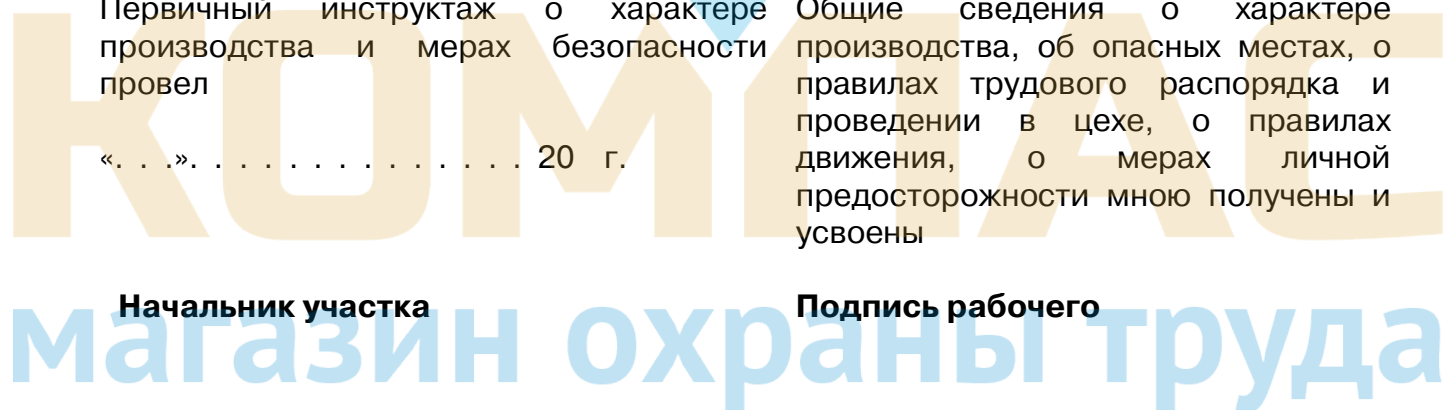 Первичный инструктаж о характере
производства и мерах безопасности
провел
«. . .». . . . . . . . . . . . . . 20 г.
Начальник участка
Общие сведения о характере
производства, об опасных местах, о
правилах трудового распорядка и
проведении в цехе, о правилах
движения, о мерах личной
предосторожности мною получены и
усвоены
Подпись рабочего
КОМПАС
магазин охраны труда